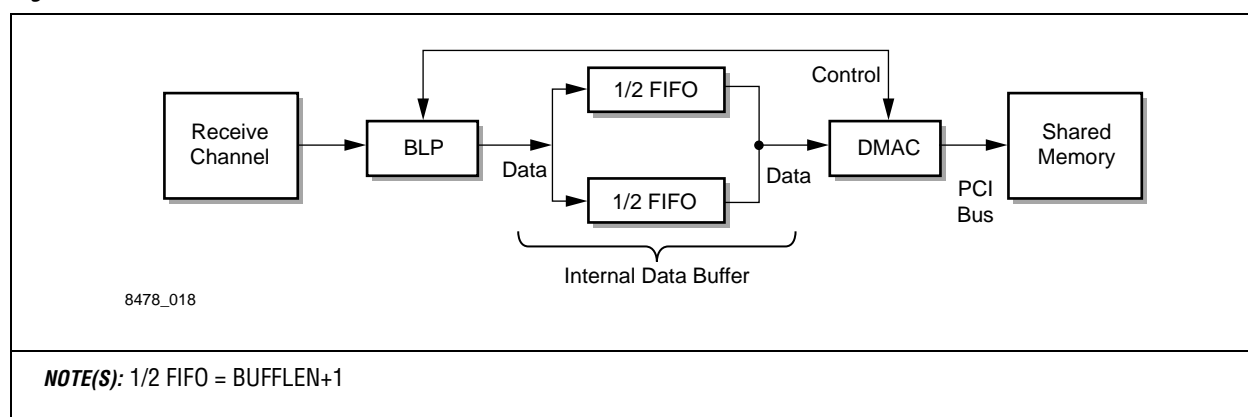 Control
1/2 FIFO
Receive
Channel
BLP
DMAC
Shared
Memory
Data
Data
1/2 FIFO
PCI
Bus
Internal Data Buffer
8478_018
NOTE(S): 1/2 FIFO = BUFFLEN+1